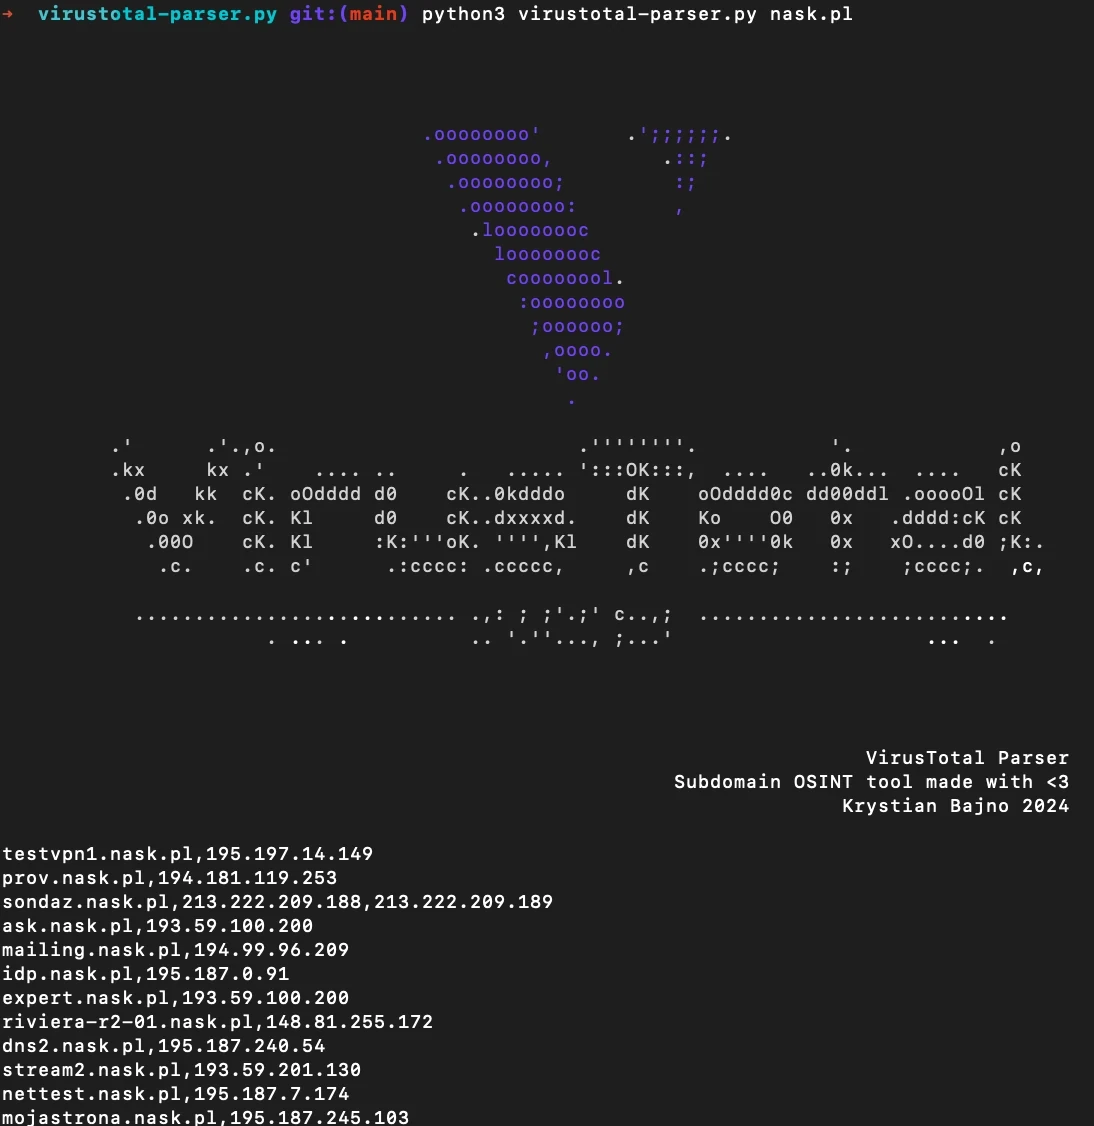 → virustotal-parser.py git:(main) python3 virustotal-parser.py nask.pl
.oooooooo'       .';;;;;;.
.oooooooo,         .::;
.oooooooo;         :;
.oooooooo:        ,
.loooooooc
loooooooc
coooooool.
:oooooooo
;oooooo;
,oooo.
'oo.
.
.'      .'.,o.                         .''''''''.           '.            ,o
.kx     kx .'    .... ..     .   ..... ':::OK:::,  ....   ..0k...  ....   cK
.0d   kk  cK. oOdddd d0    cK..0kdddo     dK    oOdddd0c dd00ddl .ooooOl cK
.0o xk.  cK. Kl     d0    cK..dxxxxd.    dK    Ko    O0   0x   .dddd:cK cK
.00O    cK. Kl     :K:'''oK. '''',Kl    dK    0x''''0k   0x   xO....d0 ;K:.
.c.    .c. c'      .:cccc: .ccccc,     ,c    .;cccc;    :;    ;cccc;.  ,c,
........................... .,: ; ;'.;' c..,;  ..........................
. ... .          .. '.''..., ;...'                     ...  .
VirusTotal Parser
Subdomain OSINT tool made with <3
Krystian Bajno 2024
testvpn1.nask.pl,195.197.14.149
prov.nask.pl,194.181.119.253
sondaz.nask.pl,213.222.209.188,213.222.209.189
ask.nask.pl,193.59.100.200
mailing.nask.pl,194.99.96.209
idp.nask.pl,195.187.0.91
expert.nask.pl,193.59.100.200
riviera-r2-01.nask.pl,148.81.255.172
dns2.nask.pl,195.187.240.54
stream2.nask.pl,193.59.201.130
nettest.nask.pl,195.187.7.174
mojastrona.nask.pl,195.187.245.103